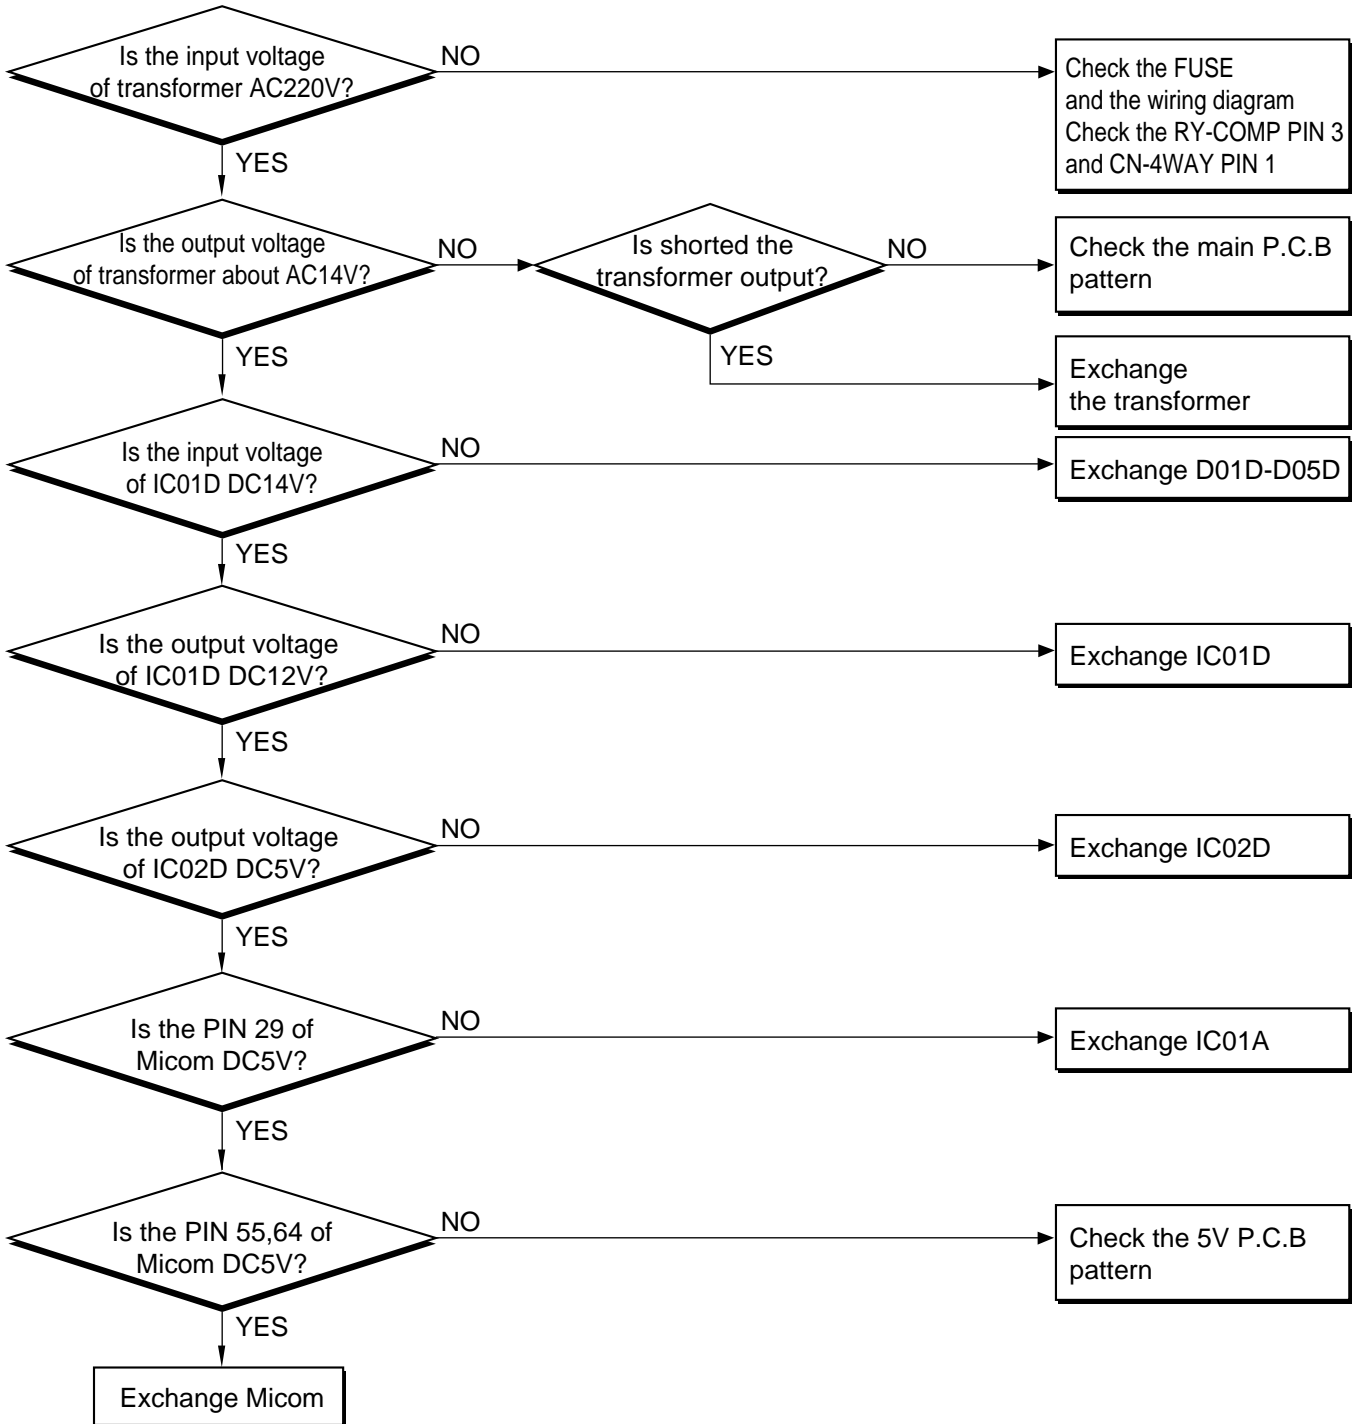 Is the input voltage
of transformer AC220V?
NO
Check the FUSE
and the wiring diagram
Check the RY-COMP PIN 3
and CN-4WAY PIN 1
YES
Is the output voltage
of transformer about AC14V?
NO
Is shorted the
transformer output?
NO
Check the main P.C.B
pattern
YES
YES
Exchange
the transformer
Is the input voltage
of IC01D DC14V?
NO
Exchange D01D-D05D
YES
Is the output voltage
of IC01D DC12V?
NO
Exchange IC01D
YES
Is the output voltage
of IC02D DC5V?
NO
Exchange IC02D
YES
Is the PIN 29 of
Micom DC5V?
NO
Exchange IC01A
YES
Is the PIN 55,64 of
Micom DC5V?
NO
Check the 5V P.C.B
pattern
YES
Exchange Micom